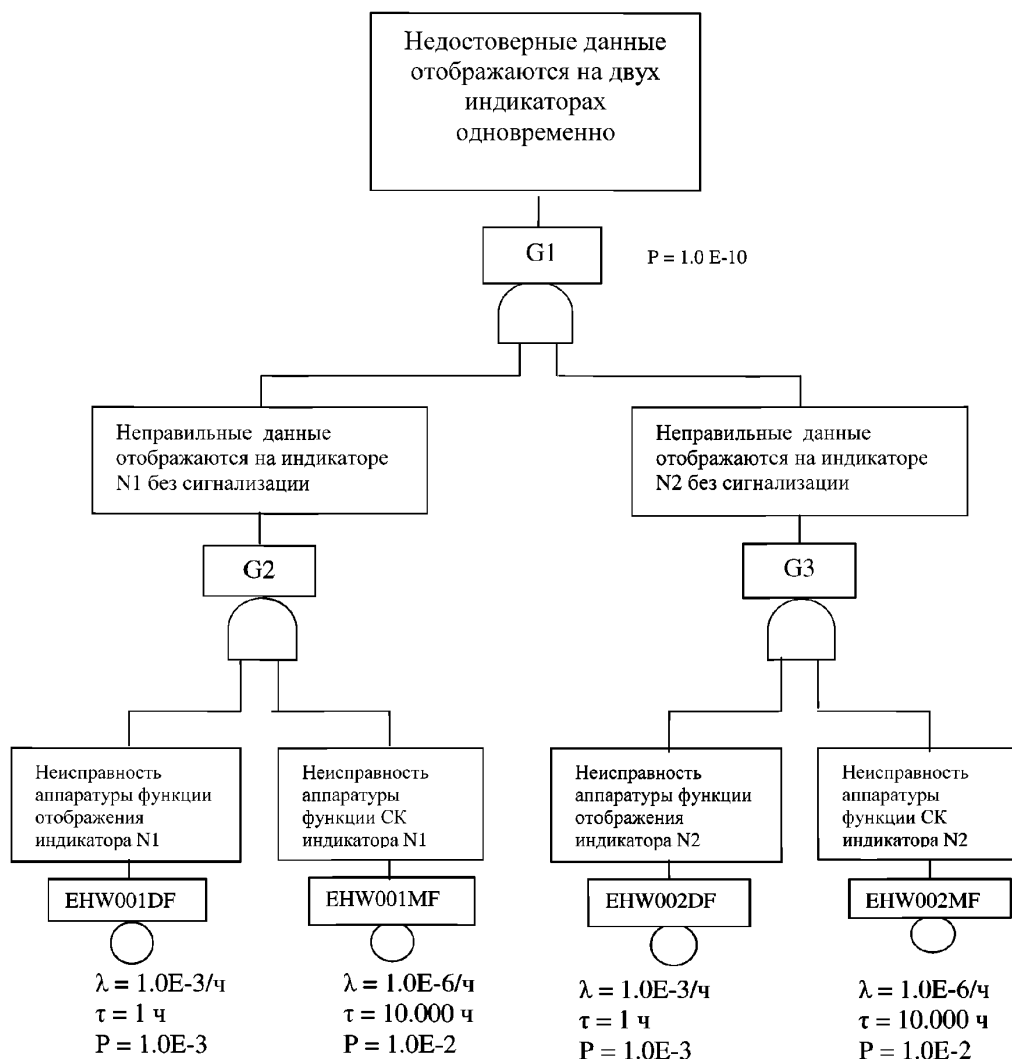 Недостоверные данные
отображаются на двух
индикаторах
одновременно
G1
P = 1.0 E-10
Неправильные данные
отображаются на индикаторе
N1 без сигнализации
Неправильные данные
отображаются на индикаторе
N2 без сигнализации
G2
G3
Неисправность
аппаратуры функции
отображения
индикатора N1
Неисправность
аппаратуры
функции СК
индикатора N1
Неисправность
аппаратуры функции
отображения
индикатора N2
Неисправность
аппаратуры
функции СК
индикатора N2
EHW001DF
EHW001MF
EHW002DF
EHW002MF
λ = 1.0E-3/ч
τ = 1 ч
P = 1.0E-3
λ = 1.0E-6/ч
τ = 10.000 ч
P = 1.0E-2
λ = 1.0E-3/ч
τ = 1 ч
P = 1.0E-3
λ = 1.0E-6/ч
τ = 10.000 ч
P = 1.0E-2